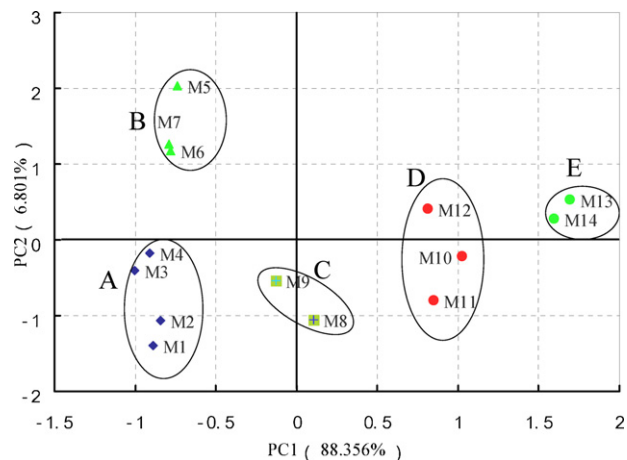 3
2
1
0
-1
-2
PC2 ( 6.801% )
B
M5
M7
M6
D
M12
E
M13
M14
A
M4
M3
M2
M1
C
M9
M8
M10
M11
-1.5 -1 -0.5 0 0.5 1 1.5 2
PC1 ( 88.356% )